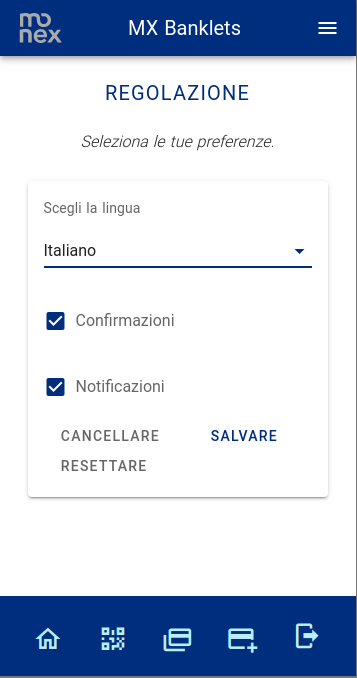 mo
nex
MX Banklets
REGOLAZIONE
Seleziona le tue preferenze.
Scegli la lingua
Italiano
Confirmazioni
Notificazioni
CANCELLARE SALVARE
RESETTARE